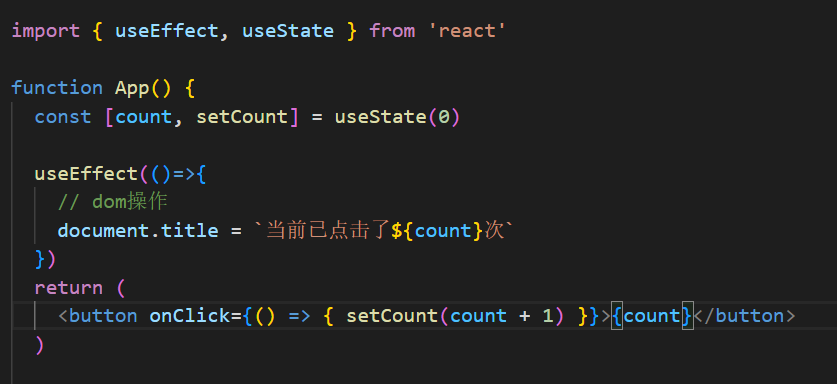 import { useEffect, useState } from 'react'
function App() {
const [count, setCount] = useState(0)
useEffect(()=>{
// dom操作
document.title = `当前已点击了${count}次`
})
return (
<button onClick={() => { setCount(count + 1) }}>{count}</button>
)